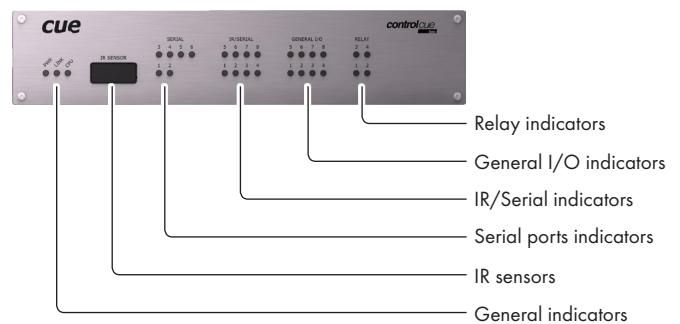 cue
controlcue
SERIAL
IR/SERIAL
GENERAL I/O
RELAY
3 4 5 6
5 6 7 8
5 6 7 8
3 4
PWR
LINK
CPU
IR SENSOR
1 2
1 2 3 4
1 2 3 4
1 2
Relay indicators
General I/O indicators
IR/Serial indicators
Serial ports indicators
IR sensors
General indicators